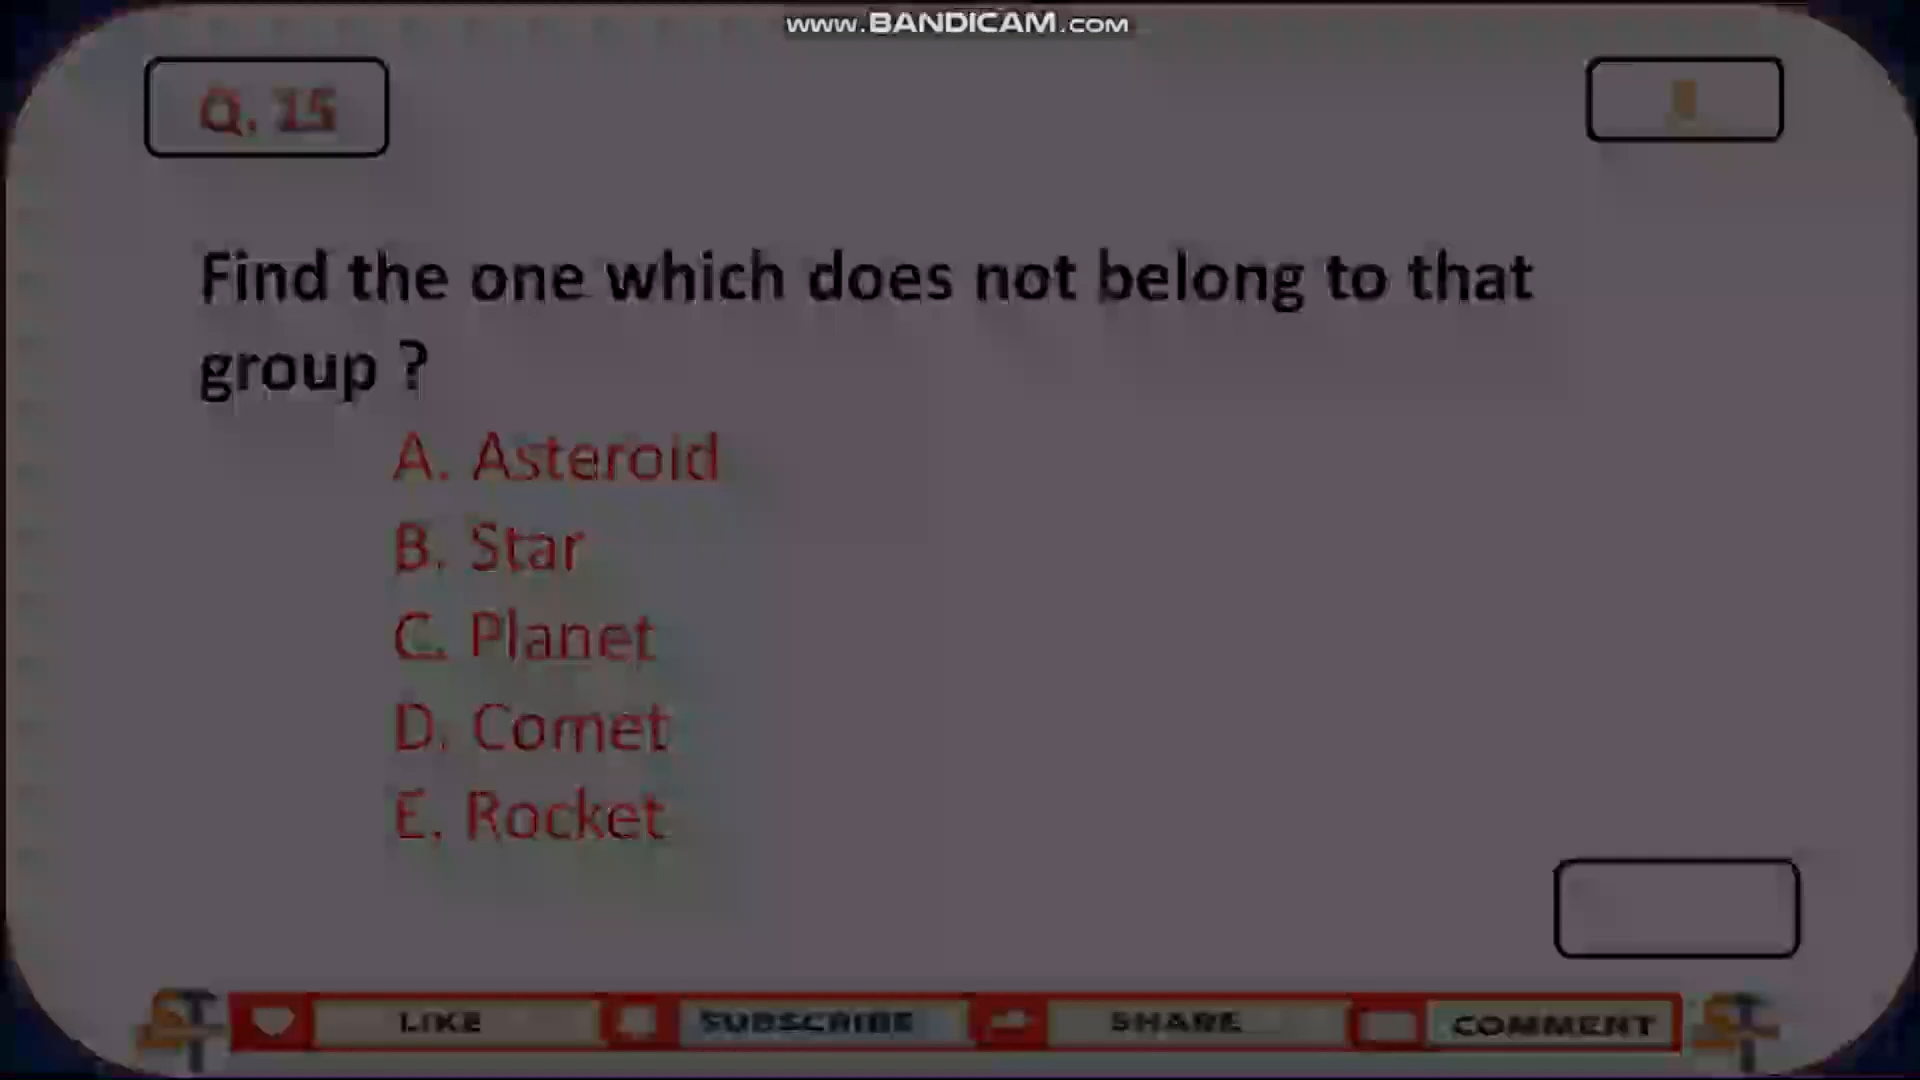 www.BANDICAM.com
Q. 15
Find the one which does not belong to that
group ?
A. Asteroid
B. Star
C. Planet
D. Comet
E. Rocket
LIKE SUBSCRIBE SHARE COMMENT